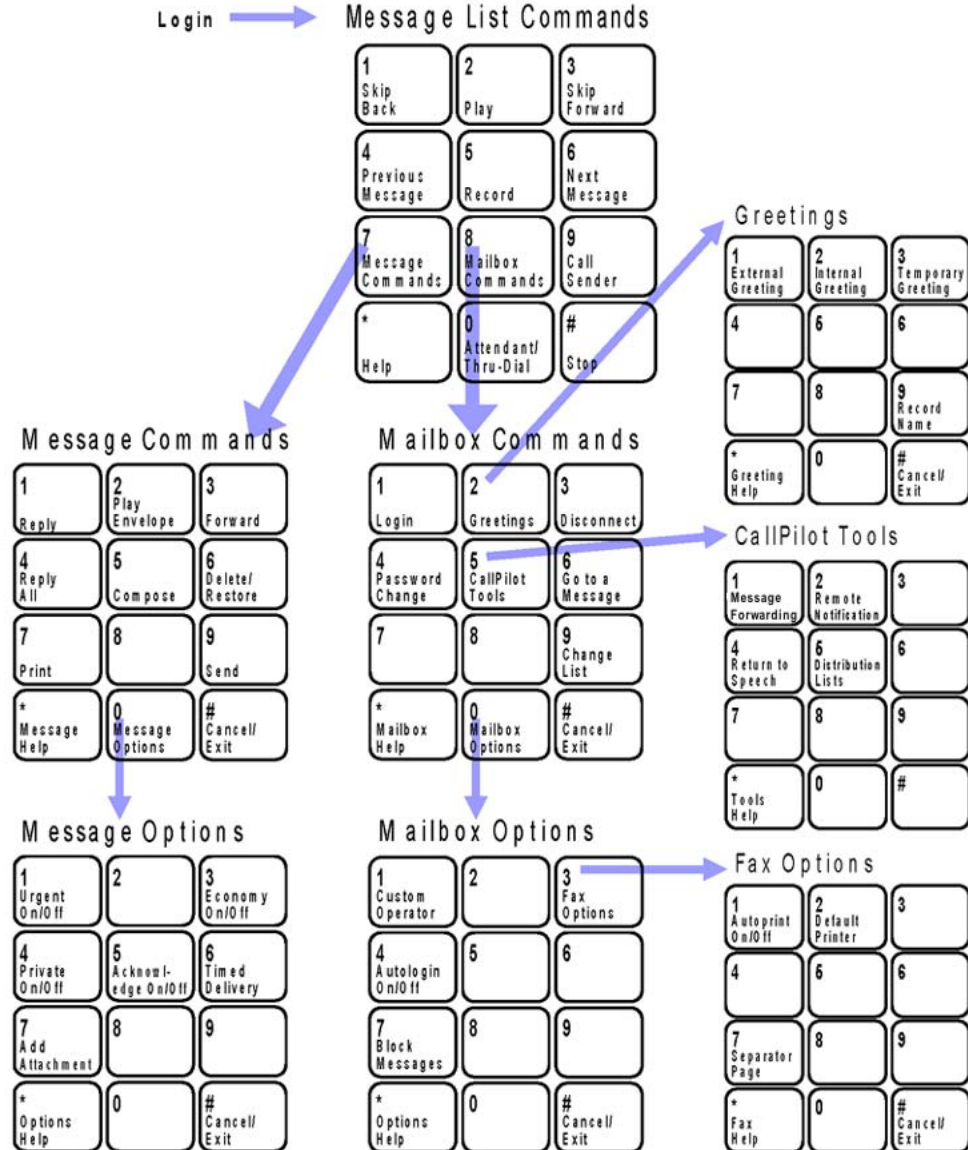 Login
Message List Commands
1
Skip
Back
2
Play
3
Skip
Forward
4
Previous
Message
5
Record
6
Next
Message
7
Message
Commands
8
Mailbox
Commands
9
Call
Sender
*
Help
0
Attendant/
Thru-Dial
#
Stop
Greetings
1
External
Greeting
2
Internal
Greeting
3
Temporary
Greeting
4
5
6
7
8
9
Record
Name
*
Greeting
Help
0
#
Cancel/
Exit
Message Commands
1
Reply
2
Play
Envelope
3
Forward
4
Reply
All
5
Compose
6
Delete/
Restore
7
Print
8
9
Send
*
Message
Help
0
Message
Options
#
Cancel/
Exit
Mailbox Commands
1
Login
2
Greetings
3
Disconnect
4
Password
Change
5
CallPilot
Tools
6
Go to a
Message
7
8
9
Change
List
*
Mailbox
Help
0
Mailbox
Options
#
Cancel/
Exit
CallPilot Tools
1
Message
Forwarding
2
Remote
Notification
3
4
Return to
Speech
5
Distribution
Lists
6
7
8
9
*
Tools
Help
0
#
Message Options
1
Urgent
On/Off
2
3
Economy
On/Off
4
Private
On/Off
5
Acknowl-
edge On/Off
6
Timed
Delivery
7
Add
Attachment
8
9
*
Options
Help
0
#
Cancel/
Exit
Mailbox Options
1
Custom
Operator
2
3
Fax
Options
4
Autologin
On/Off
5
6
7
Block
Messages
8
9
*
Options
Help
0
#
Cancel/
Exit
Fax Options
1
Autoprint
On/Off
2
Default
Printer
3
4
5
6
7
Separator
Page
8
9
*
Fax
Help
0
#
Cancel/
Exit